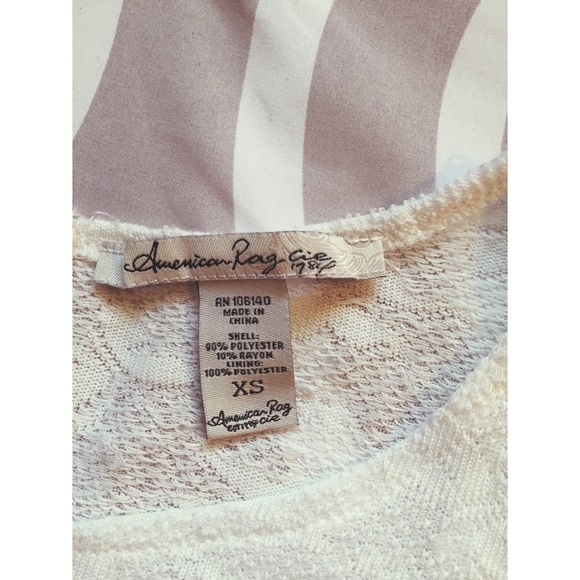 American Rag Cie
1984
RN 106140
MADE IN
CHINA
SHELL:
90% POLYESTER
10% RAYON
LINING:
100% POLYESTER
XS
American Rag
cie